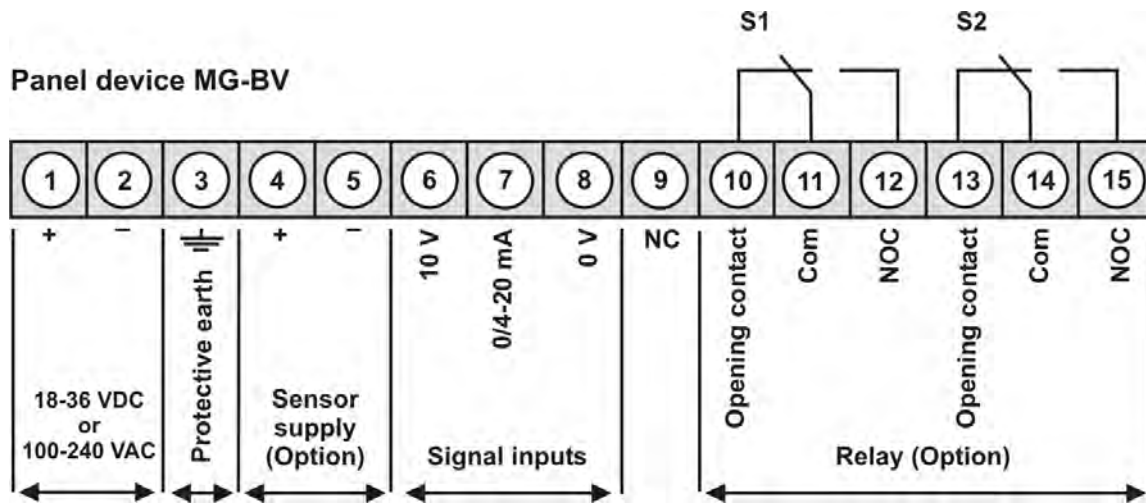 S1
S2
Panel device MG-BV
1 2 3 4 5 6 7 8 9 10 11 12 13 14 15
+ − + − 10 V 0/4-20 mA 0 V NC Opening contact Com NOC Opening contact Com NOC
18-36 VDC
or
100-240 VAC
Protective earth
Sensor
supply
(Option)
Signal inputs
Relay (Option)